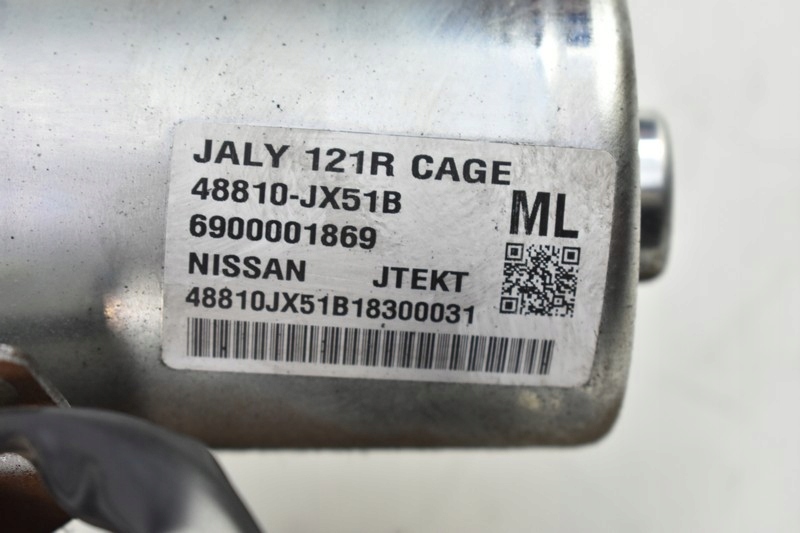 JALY 121R CAGE
48810-JX51B
ML
6900001869
NISSAN JTEKT
48810JX51B18300031